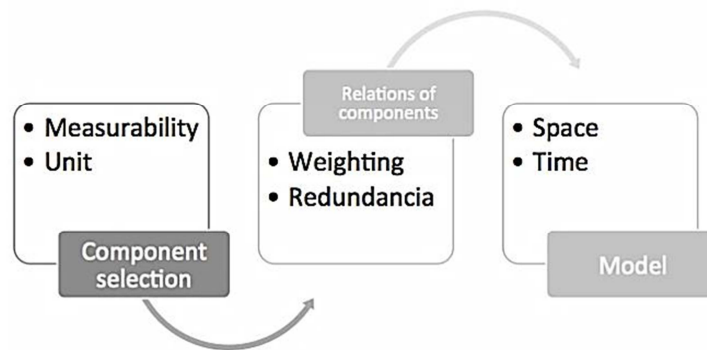 • Measurability
• Unit
Component
selection
Relations of
components
• Weighting
• Redundancia
• Space
• Time
Model